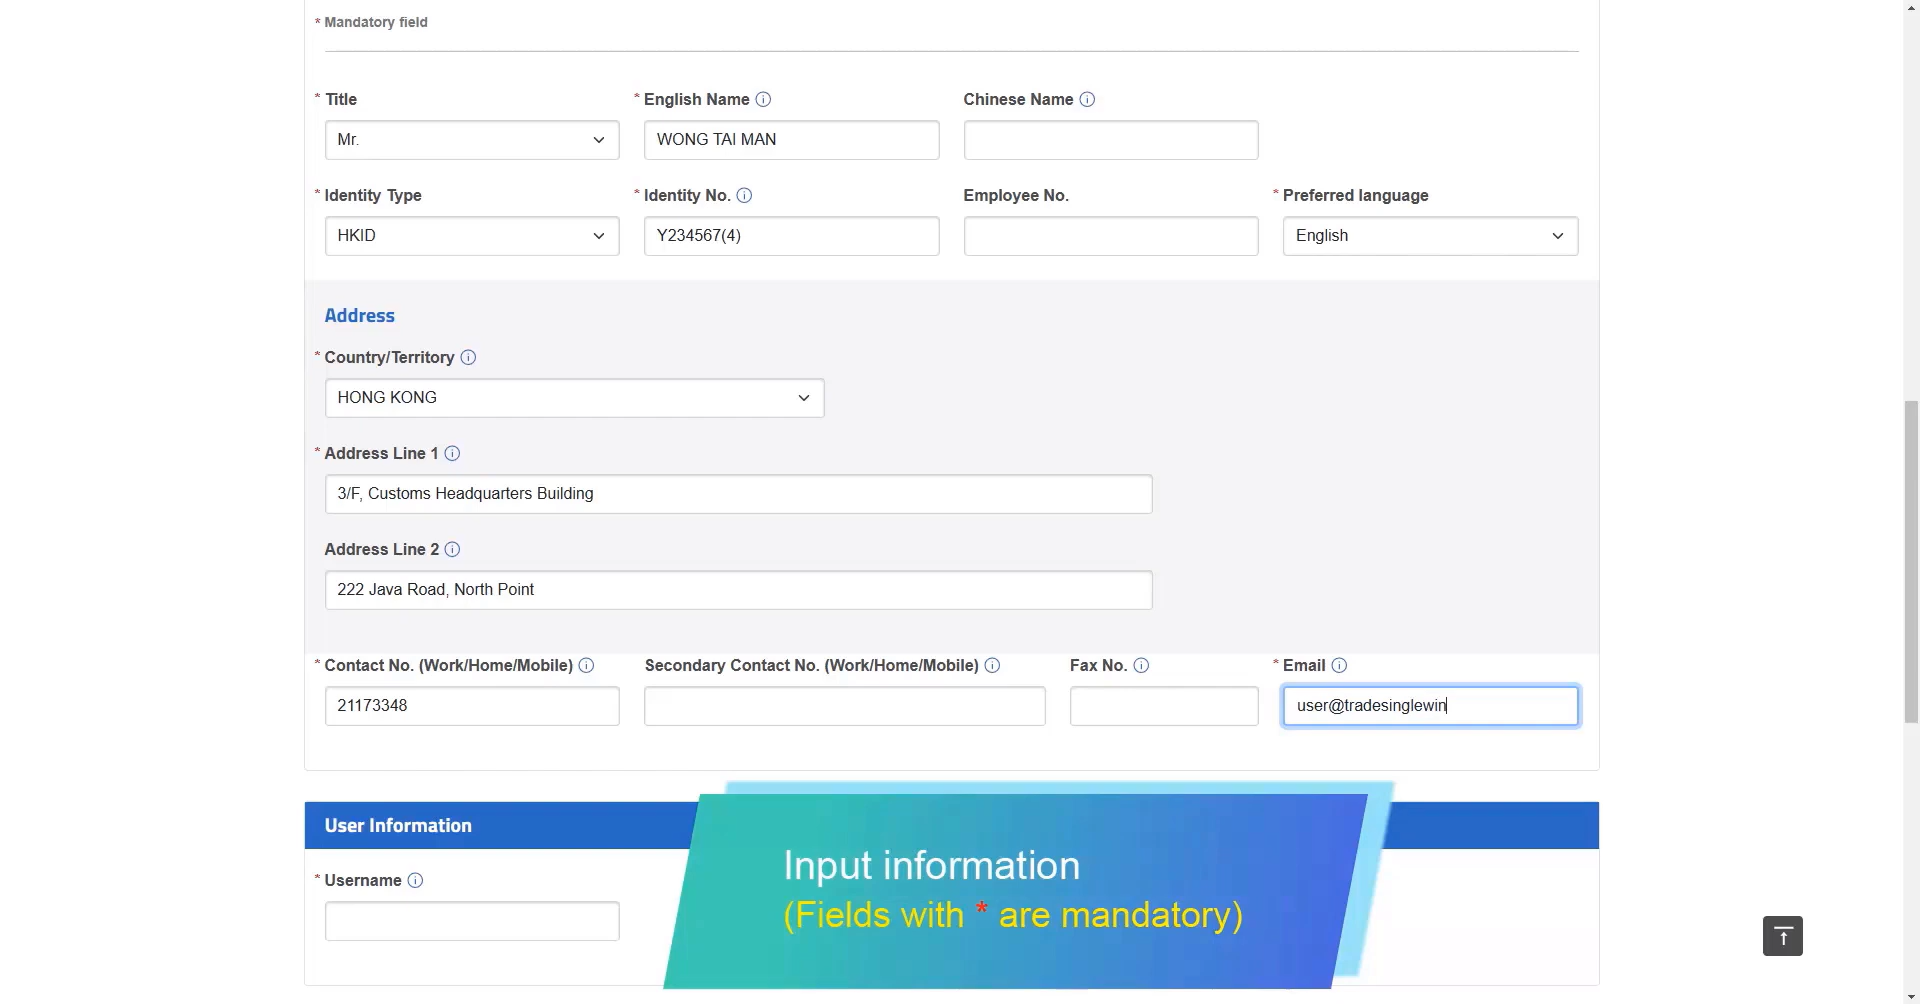 * Mandatory field
* Title
* English Name
Chinese Name
Mr.
WONG TAI MAN
* Identity Type
* Identity No.
Employee No.
* Preferred language
HKID
Y234567(4)
English
Address
* Country/Territory
HONG KONG
* Address Line 1
3/F, Customs Headquarters Building
Address Line 2
222 Java Road, North Point
* Contact No. (Work/Home/Mobile)
Secondary Contact No. (Work/Home/Mobile)
Fax No.
* Email
21173348
user@tradesinglewin
User Information
* Username
Input information
(Fields with * are mandatory)